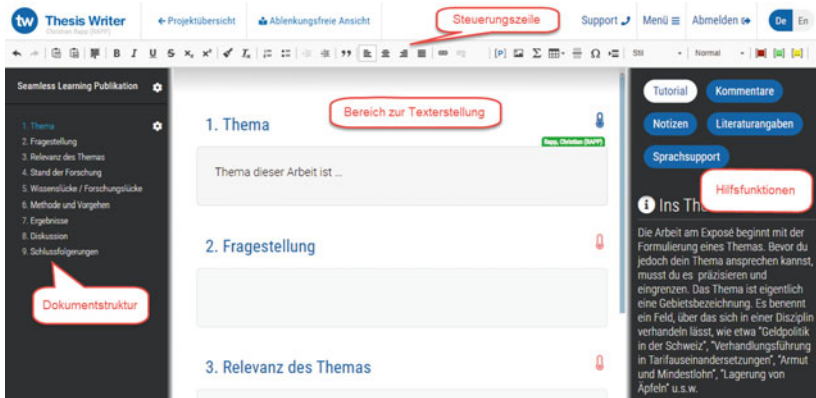 tw Thesis Writer
Christian Rapp (RAPP)
← Projektübersicht
Ablenkungsfreie Ansicht
Steuerungszeile
Support
Menü
Abmelden
De En
B I U S x₂ x² Tx
[P] Σ Ω
Stil
Normal
Seamless Learning Publikation
1. Thema
2. Fragestellung
3. Relevanz des Themas
4. Stand der Forschung
5. Wissenslücke / Forschungslücke
6. Methode und Vorgehen
7. Ergebnisse
8. Diskussion
9. Schlussfolgerungen
Dokumentstruktur
Bereich zur Texterstellung
1. Thema
Rapp, Christian (RAPP)
Thema dieser Arbeit ist ...
2. Fragestellung
3. Relevanz des Themas
Tutorial
Kommentare
Notizen
Literaturangaben
Sprachsupport
Hilfsfunktionen
Ins Th
Die Arbeit am Exposé beginnt mit der
Formulierung eines Themas. Bevor du
jedoch dein Thema ansprechen kannst,
musst du es präzisieren und
eingrenzen. Das Thema ist eigentlich
eine Gebietsbezeichnung. Es benennt
ein Feld, über das sich in einer Disziplin
verhandeln lässt, wie etwa "Geldpolitik
in der Schweiz", "Verhandlungsführung
in Tarifauseinandersetzungen", "Armut
und Mindestlohn", "Lagerung von
Äpfeln" u.s.w.